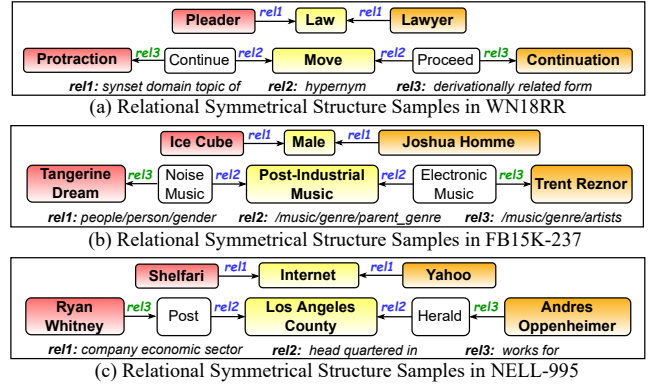 Pleader rel1 Law rel1 Lawyer
Protraction rel3 Continue rel2 Move rel2 Proceed rel3 Continuation
rel1: synset domain topic of rel2: hypernym rel3: derivationally related form
(a) Relational Symmetrical Structure Samples in WN18RR
Ice Cube rel1 Male rel1 Joshua Homme
Tangerine Dream rel3 Noise Music rel2 Post-Industrial Music rel2 Electronic Music rel3 Trent Reznor
rel1: people/person/gender rel2: /music/genre/parent_genre rel3: /music/genre/artists
(b) Relational Symmetrical Structure Samples in FB15K-237
Shelfari rel1 Internet rel1 Yahoo
Ryan Whitney rel3 Post rel2 Los Angeles County rel2 Herald rel3 Andres Oppenheimer
rel1: company economic sector rel2: head quartered in rel3: works for
(c) Relational Symmetrical Structure Samples in NELL-995